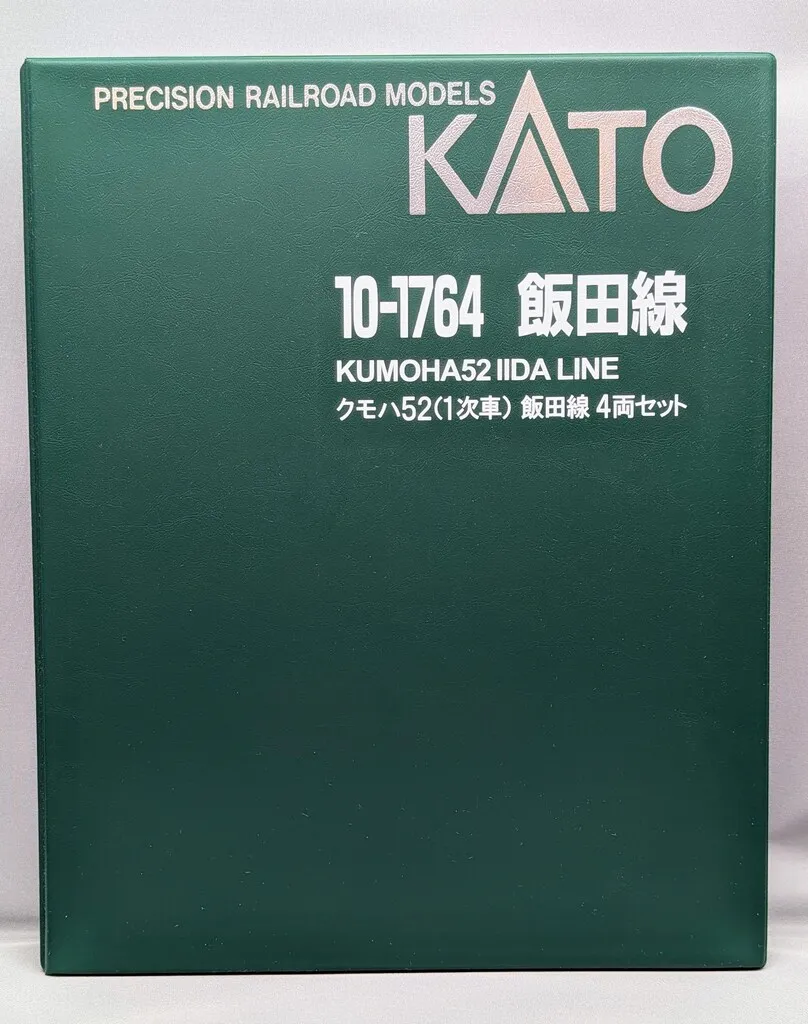 PRECISION RAILROAD MODELS
KATO
10-1764 飯田線
KUMOHA52 IIDA LINE
クモハ52(1次車) 飯田線 4両セット